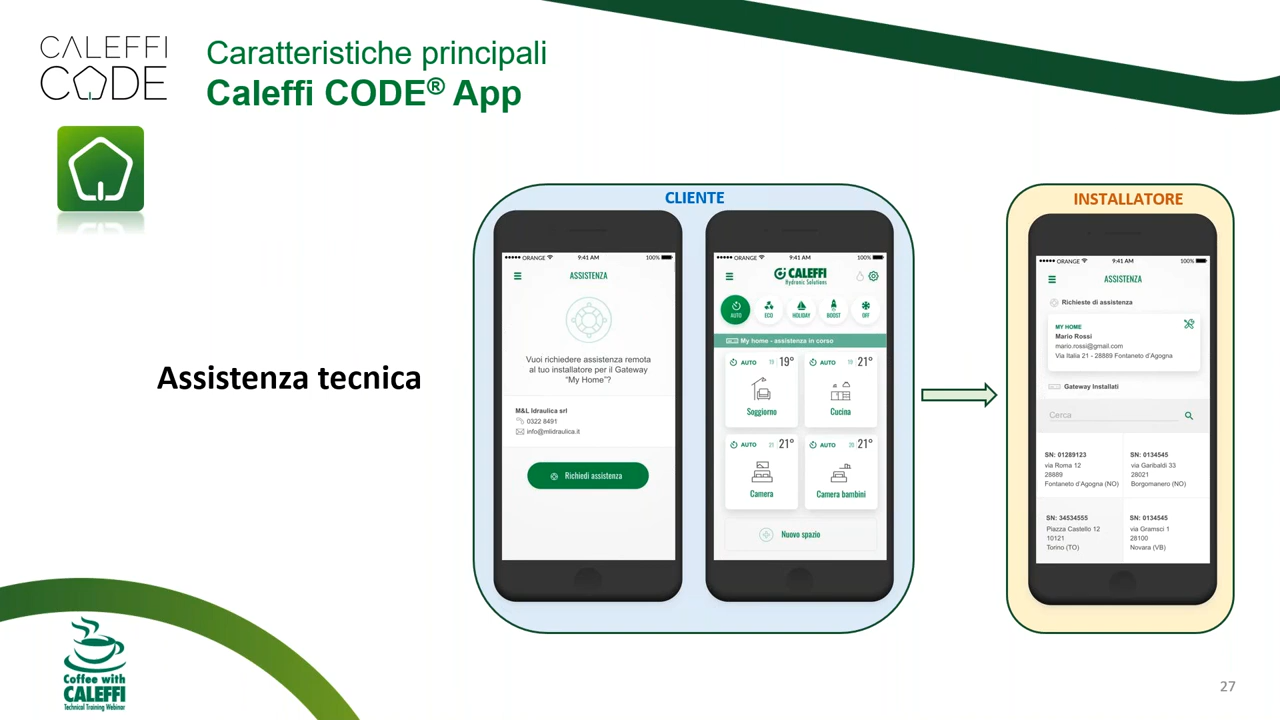 CALEFFI
CODE
Caratteristiche principali
Caleffi CODE® App
Assistenza tecnica
CLIENTE
ORANGE 9:41 AM 100%
ASSISTENZA
Vuoi richiedere assistenza remota
al tuo installatore per il Gateway
“My Home”?
M&L Idraulica srl
0322 8491
info@mlidraulica.it
Richiedi assistenza
ORANGE 9:41 AM 100%
CALEFFI
Hydronic Solutions
AUTO ECO HOLIDAY BOOST OFF
My home - assistenza in corso
AUTO 19 19°
Soggiorno
AUTO 19 21°
Cucina
AUTO 21 21°
Camera
AUTO 20 21°
Camera bambini
Nuovo spazio
INSTALLATORE
ORANGE 9:41 AM 100%
ASSISTENZA
Richieste di assistenza
MY HOME
Mario Rossi
mario.rossi@gmail.com
Via Italia 21 - 28889 Fontaneto d’Agogna
Gateway Installati
Cerca
SN: 01289123
via Roma 12
28889
Fontaneto d’Agogna (NO)
SN: 0134545
via Garibaldi 33
28021
Borgomanero (NO)
SN: 34534555
Piazza Castello 12
10121
Torino (TO)
SN: 0134545
via Gramsci 1
28100
Novara (VB)
Coffee with
CALEFFI
Technical Training Webinar
27